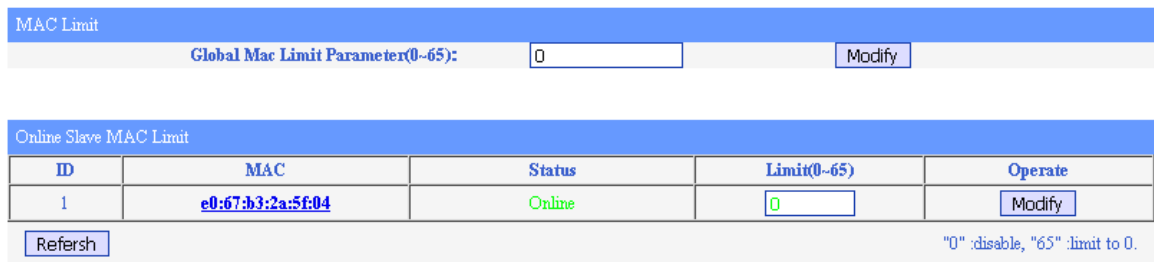 MAC Limit
Global Mac Limit Parameter(0~65): 0 Modify
Online Slave MAC Limit
ID MAC Status Limit(0~65) Operate
1 e0:67:b3:2a:5f:04 Online 0 Modify
Refersh "0" :disable, "65" :limit to 0.